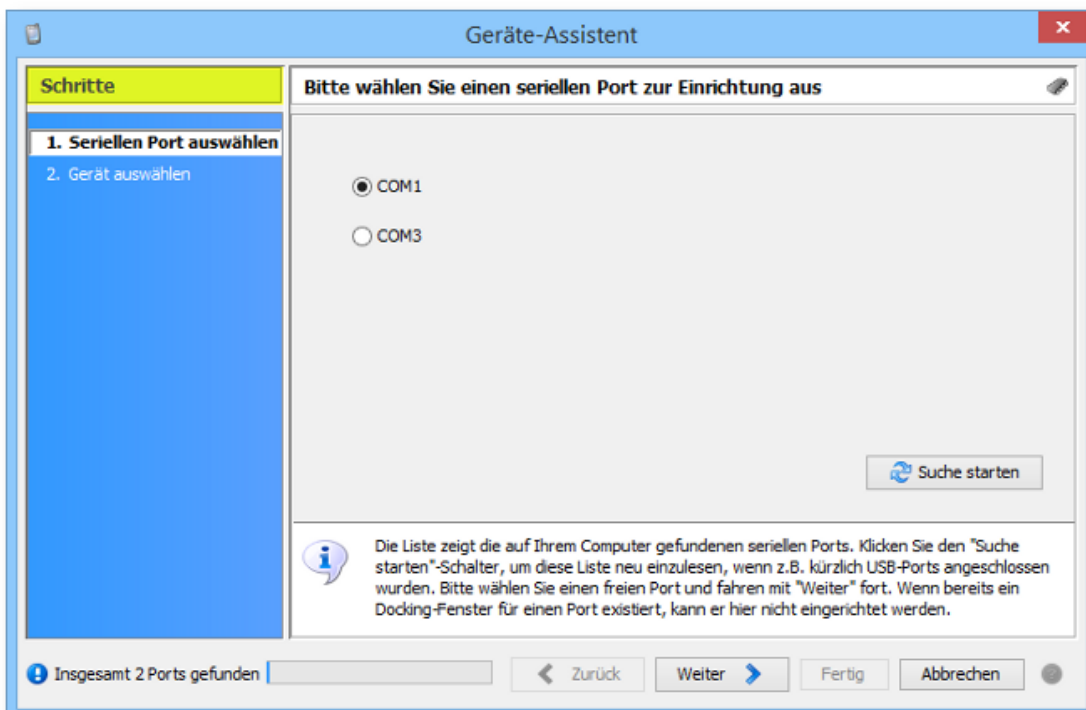 Geräte-Assistent
Schritte
Bitte wählen Sie einen seriellen Port zur Einrichtung aus
1. Seriellen Port auswählen
2. Gerät auswählen
COM1
COM3
Suche starten
Die Liste zeigt die auf Ihrem Computer gefundenen seriellen Ports. Klicken Sie den "Suche
starten"-Schalter, um diese Liste neu einzulesen, wenn z.B. kürzlich USB-Ports angeschlossen
wurden. Bitte wählen Sie einen freien Port und fahren mit "Weiter" fort. Wenn bereits ein
Docking-Fenster für einen Port existiert, kann er hier nicht eingerichtet werden.
Insgesamt 2 Ports gefunden
Zurück
Weiter
Fertig
Abbrechen